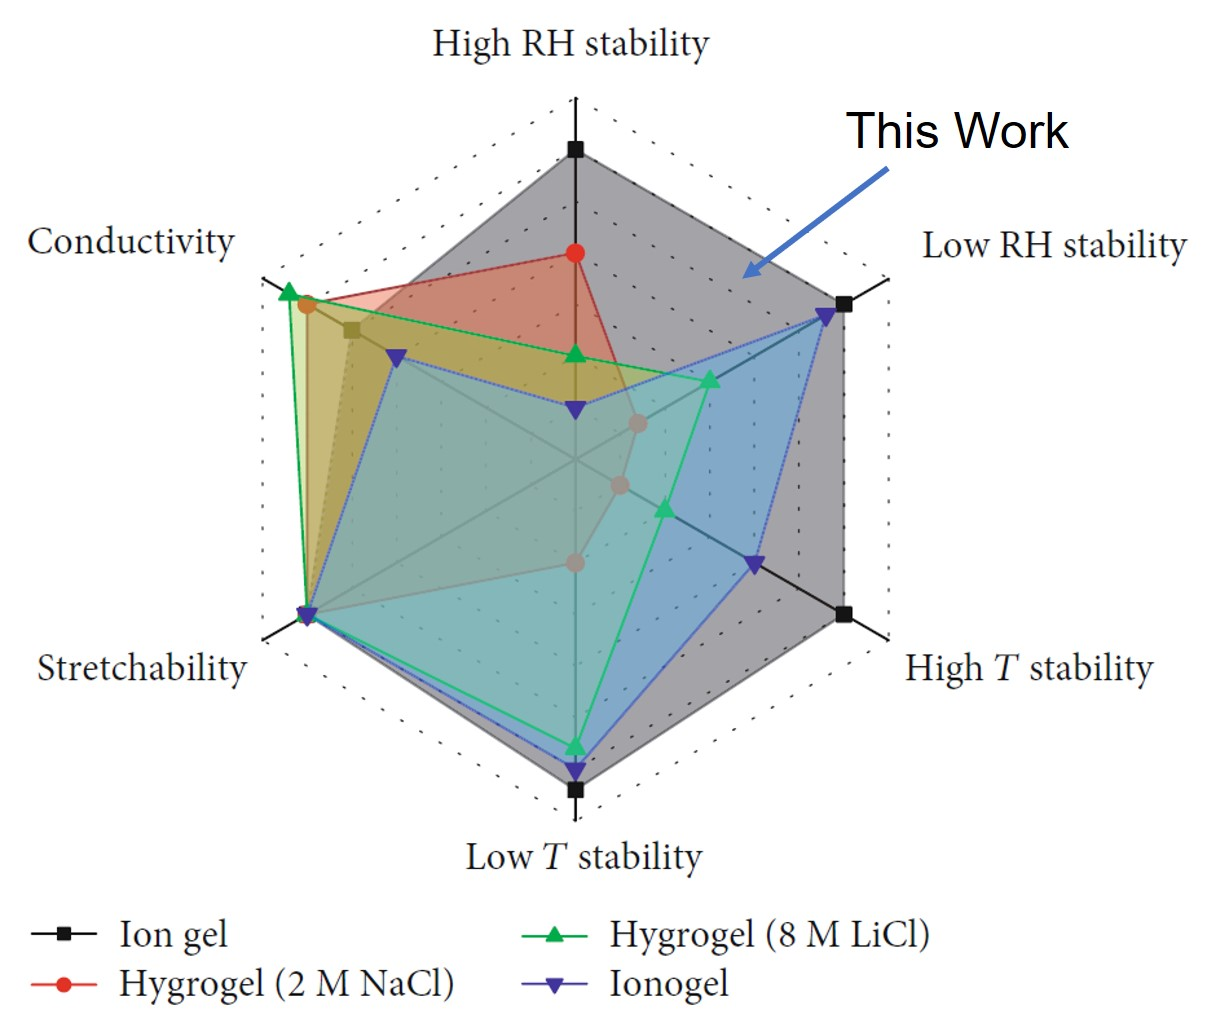 High RH stability
This Work
Conductivity
Low RH stability
Stretchability
High T stability
Low T stability
Ion gel
Hygrogel (8 M LiCl)
Hygrogel (2 M NaCl)
Ionogel